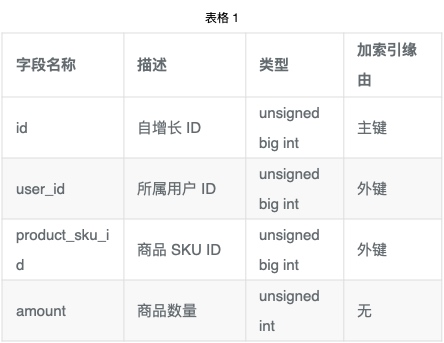 表格 1
字段名称 描述 类型 加索引缘
由
id 自增长 ID unsigned
big int 主键
user_id 所属用户 ID unsigned
big int 外键
product_sku_i
d 商品 SKU ID unsigned
big int 外键
amount 商品数量 unsigned
int 无